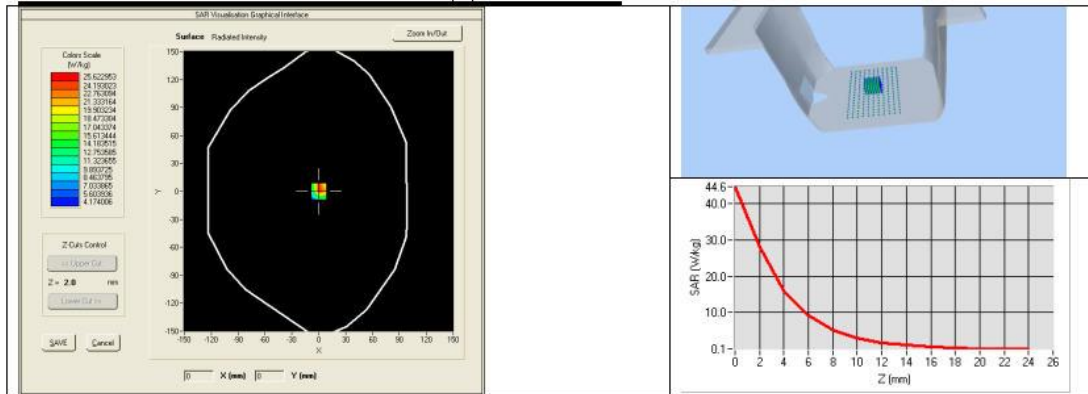 SAR Visualisation Graphical Interface
Surface Radiated Intensity
Zoom In/Out
Colors Scale
(W/kg)
25.622953
24.193023
22.763094
21.333164
19.903234
18.473304
17.043374
15.613444
14.183515
12.753585
11.323655
9.893725
8.463795
7.033865
5.603936
4.174006
Z-Cuts Control
<< Upper Cut
Z = 2.0 mm
Lower Cut >>
SAVE Cancel
150
120
90
60
30
0
-30
-60
-90
-120
-150
Y
-150 -120 -90 -60 -30 0 30 60 90 120 150
X
0 X (mm) 0 Y (mm)
44.6
40.0
30.0
20.0
10.0
0.1
SAR (W/kg)
0 2 4 6 8 10 12 14 16 18 20 22 24 26
Z (mm)